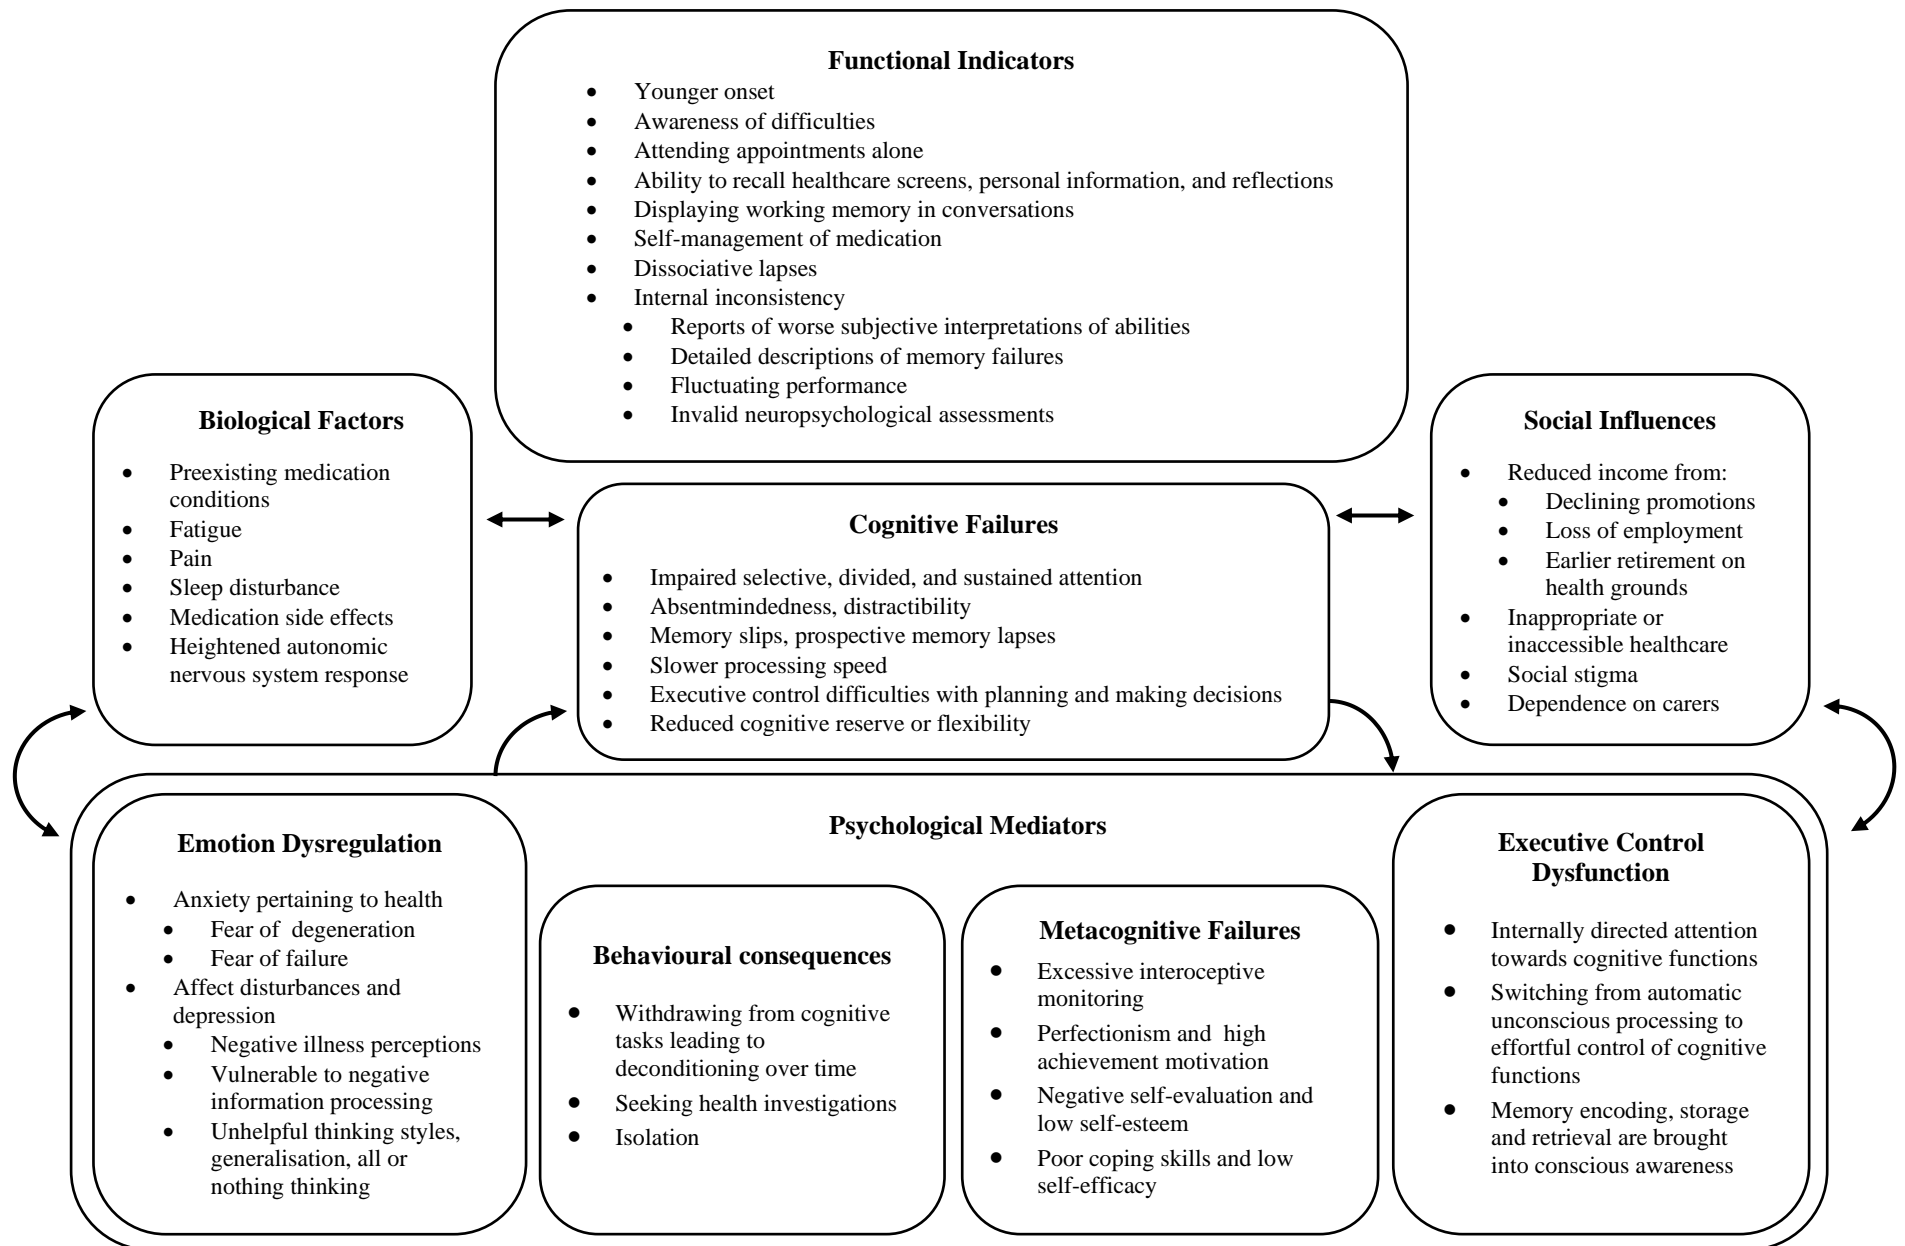 Functional Indicators
• Younger onset
• Awareness of difficulties
• Attending appointments alone
• Ability to recall healthcare screens, personal information, and reflections
• Displaying working memory in conversations
• Self-management of medication
• Dissociative lapses
• Internal inconsistency
• Reports of worse subjective interpretations of abilities
• Detailed descriptions of memory failures
• Fluctuating performance
• Invalid neuropsychological assessments
Biological Factors
• Preexisting medication
conditions
• Fatigue
• Pain
• Sleep disturbance
• Medication side effects
• Heightened autonomic
nervous system response
Cognitive Failures
• Impaired selective, divided, and sustained attention
• Absentmindedness, distractibility
• Memory slips, prospective memory lapses
• Slower processing speed
• Executive control difficulties with planning and making decisions
• Reduced cognitive reserve or flexibility
Social Influences
• Reduced income from:
• Declining promotions
• Loss of employment
• Earlier retirement on
health grounds
• Inappropriate or
inaccessible healthcare
• Social stigma
• Dependence on carers
Psychological Mediators
Emotion Dysregulation
• Anxiety pertaining to health
• Fear of degeneration
• Fear of failure
• Affect disturbances and
depression
• Negative illness perceptions
• Vulnerable to negative
information processing
• Unhelpful thinking styles,
generalisation, all or
nothing thinking
Behavioural consequences
• Withdrawing from cognitive
tasks leading to
deconditioning over time
• Seeking health investigations
• Isolation
Metacognitive Failures
• Excessive interoceptive
monitoring
• Perfectionism and high
achievement motivation
• Negative self-evaluation and
low self-esteem
• Poor coping skills and low
self-efficacy
Executive Control
Dysfunction
• Internally directed attention
towards cognitive functions
• Switching from automatic
unconscious processing to
effortful control of cognitive
functions
• Memory encoding, storage
and retrieval are brought
into conscious awareness